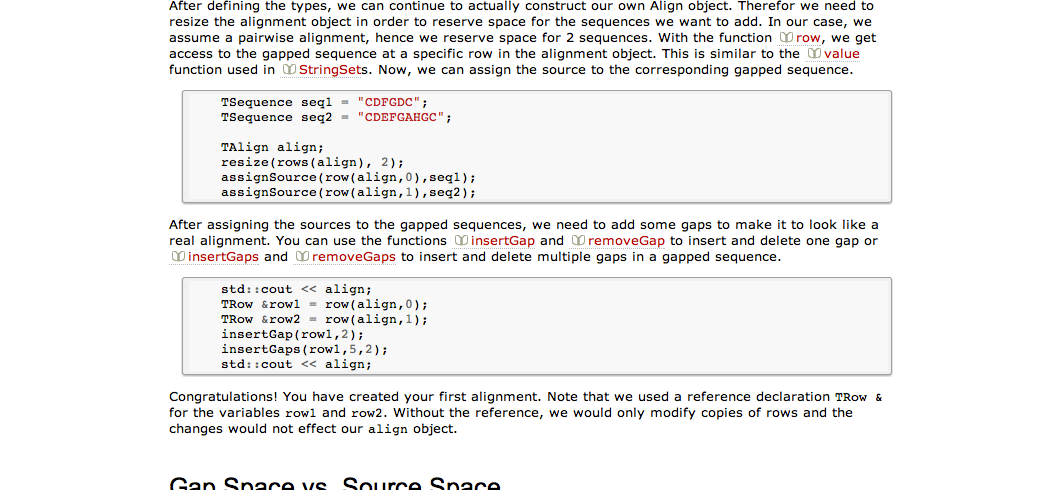 After defining the types, we can continue to actually construct our own Align object. Therefor we need to
resize the alignment object in order to reserve space for the sequences we want to add. In our case, we
assume a pairwise alignment, hence we reserve space for 2 sequences. With the function row, we get
access to the gapped sequence at a specific row in the alignment object. This is similar to the value
function used in StringSets. Now, we can assign the source to the corresponding gapped sequence.
TSequence seq1 = "CDFGDC";
TSequence seq2 = "CDEFGAHGC";
TAlign align;
resize(rows(align), 2);
assignSource(row(align,0),seq1);
assignSource(row(align,1),seq2);
After assigning the sources to the gapped sequences, we need to add some gaps to make it to look like a
real alignment. You can use the functions insertGap and removeGap to insert and delete one gap or
insertGaps and removeGaps to insert and delete multiple gaps in a gapped sequence.
std::cout << align;
TRow &row1 = row(align,0);
TRow &row2 = row(align,1);
insertGap(row1,2);
insertGaps(row1,5,2);
std::cout << align;
Congratulations! You have created your first alignment. Note that we used a reference declaration TRow &
for the variables row1 and row2. Without the reference, we would only modify copies of rows and the
changes would not effect our align object.
Gap Space vs. Source Space